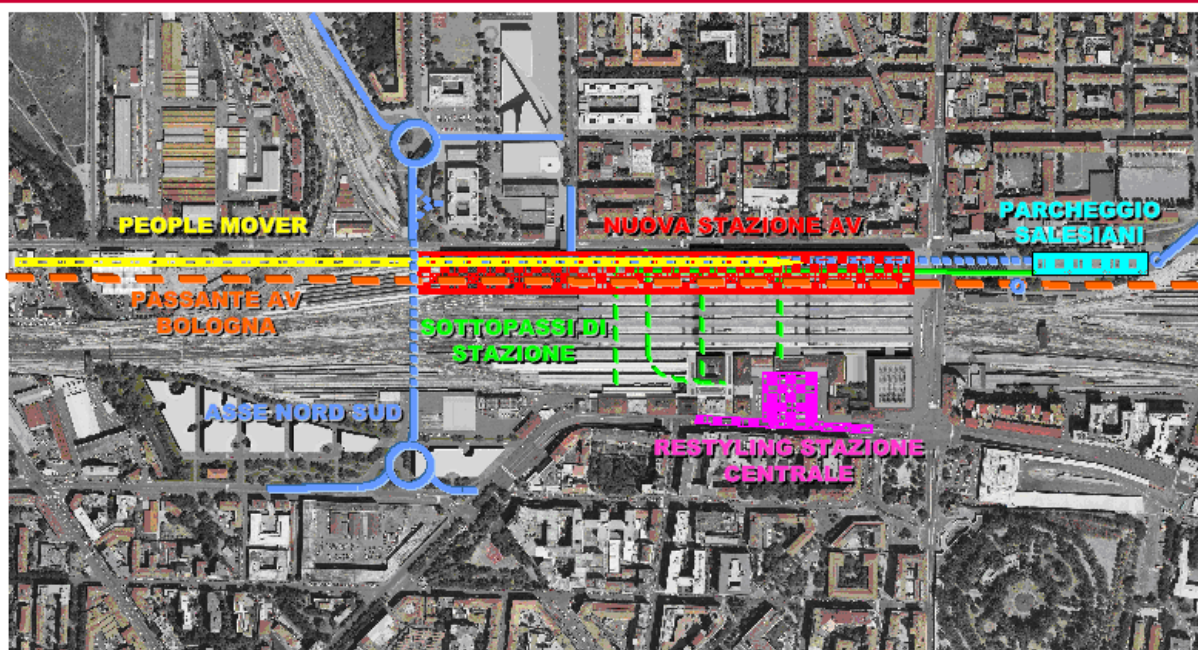 PEOPLE MOVER
NUOVA STAZIONE AV
PARCHEGGIO
SALESIANI
PASSANTE AV
BOLOGNA
SOTTOPASSI DI
STAZIONE
ASSE NORD SUD
RESTYLING STAZIONE
CENTRALE